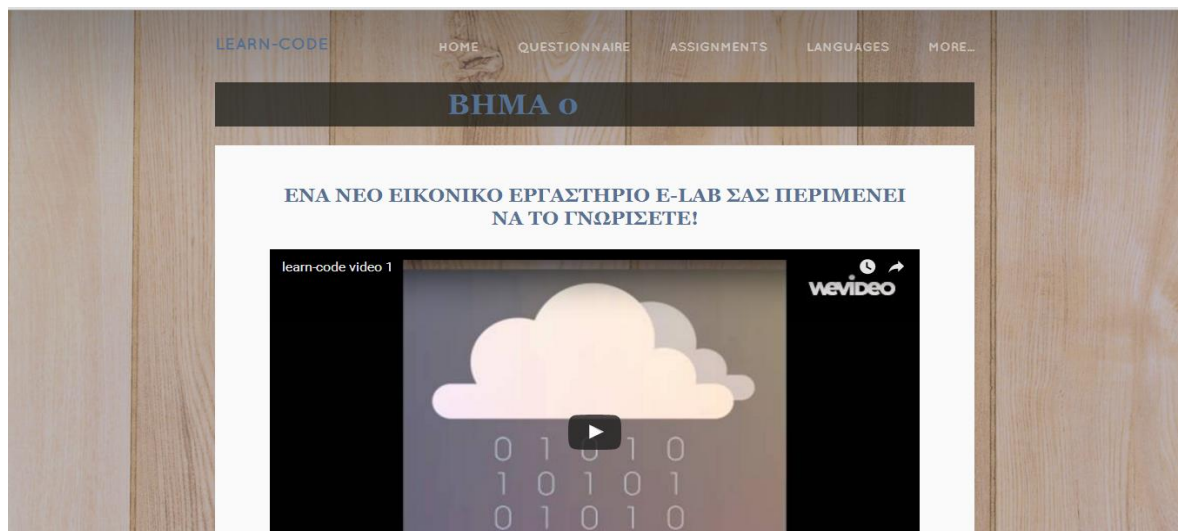 LEARN-CODE
HOME QUESTIONNAIRE ASSIGNMENTS LANGUAGES MORE...
ΒΗΜΑ 0
ΕΝΑ ΝΕΟ ΕΙΚΟΝΙΚΟ ΕΡΓΑΣΤΗΡΙΟ E-LAB ΣΑΣ ΠΕΡΙΜΕΝΕΙ
ΝΑ ΤΟ ΓΝΩΡΙΣΕΤΕ!
learn-code video 1
WEVIDEO
0 1 0 1 0
1 0 1 0 1
0 1 0 1 0